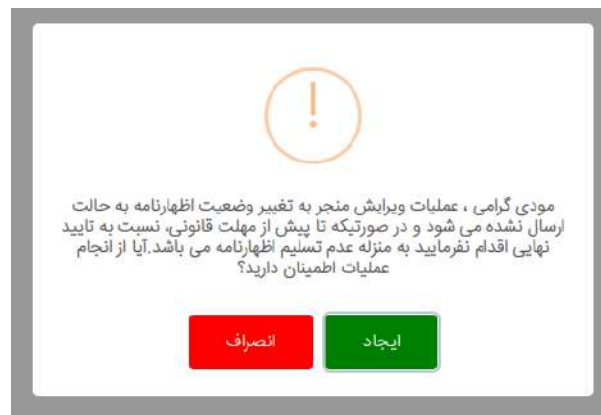 مودی گرامی ، عملیات ویرایش منجر به تغییر وضعیت اظهارنامه به حالت
ارسال نشده می شود و در صورتیکه تا پیش از مهلت قانونی، نسبت به تایید
نهایی اقدام نفرمایید به منزله عدم تسلیم اظهارنامه می باشد.آیا از انجام
عملیات اطمینان دارید؟
ایجاد
انصراف